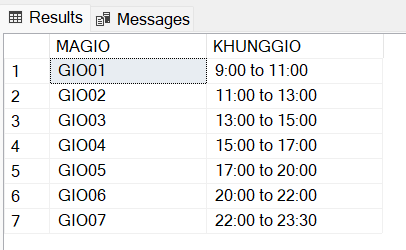 Results Messages
MAGIO KHUNGGIO
1 GIO01 9:00 to 11:00
2 GIO02 11:00 to 13:00
3 GIO03 13:00 to 15:00
4 GIO04 15:00 to 17:00
5 GIO05 17:00 to 20:00
6 GIO06 20:00 to 22:00
7 GIO07 22:00 to 23:30